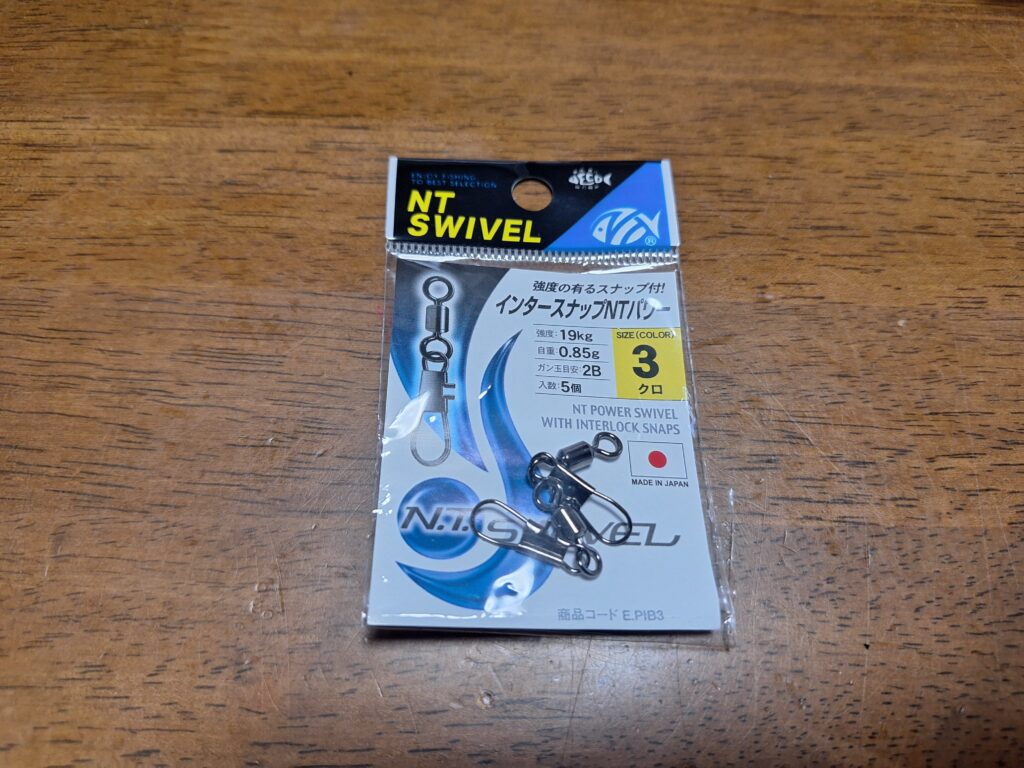 ENJOY FISHING
TO BEST SELECTION
NT
SWIVEL
®
強度の有るスナップ付!
インタースナップNTパワー
強度:19kg
自重:0.85g
ガン玉目安:2B
入数:5個
SIZE(COLOR)
3
クロ
NT POWER SWIVEL
WITH INTERLOCK SNAPS
MADE IN JAPAN
N.T. SWIVEL
商品コード E.PIB3